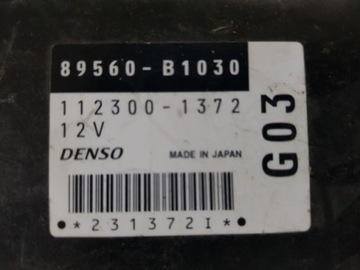 89560-B1030
112300-1372
12V
DENSO MADE IN JAPAN
*231372I*
G03